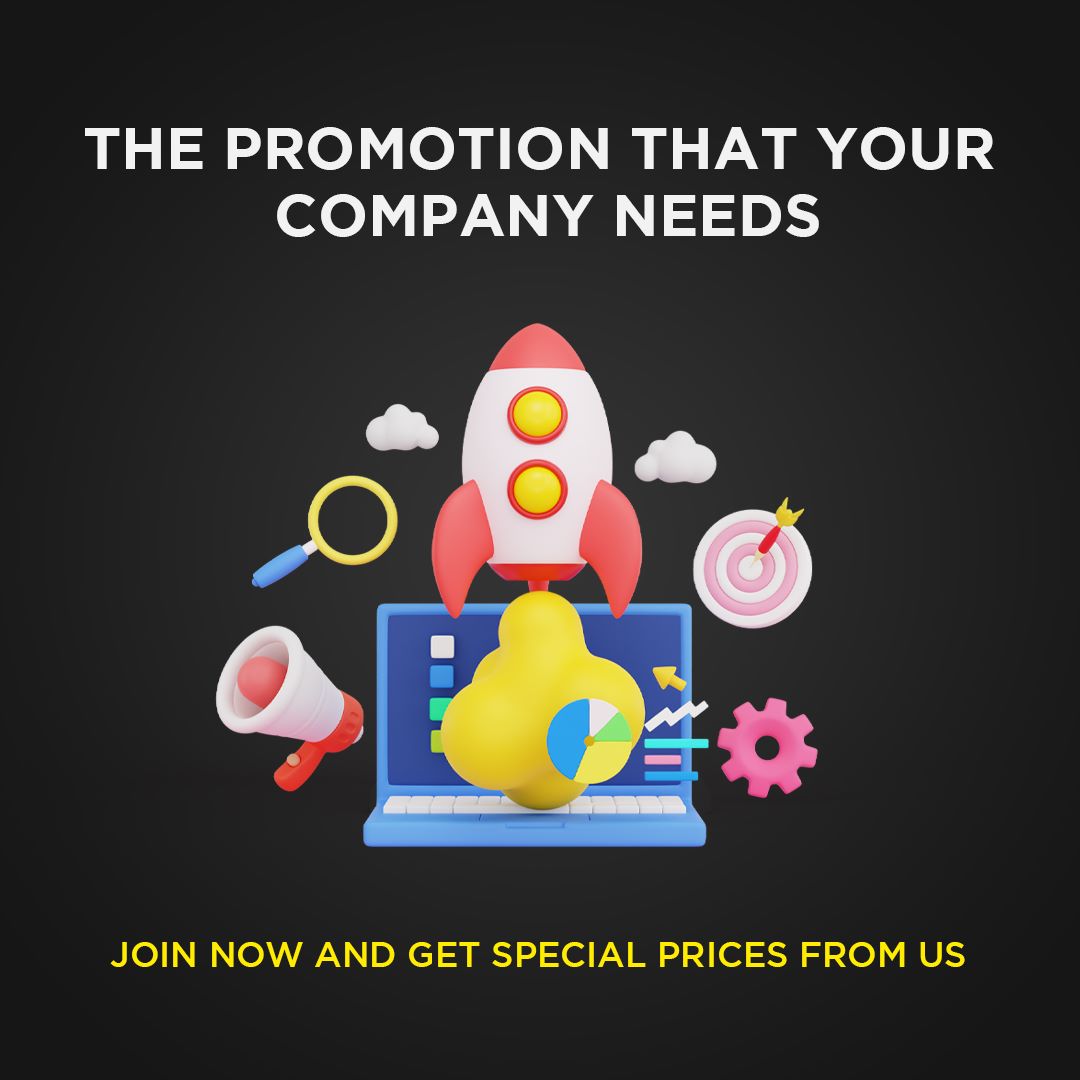 THE PROMOTION THAT YOUR
COMPANY NEEDS
JOIN NOW AND GET SPECIAL PRICES FROM US